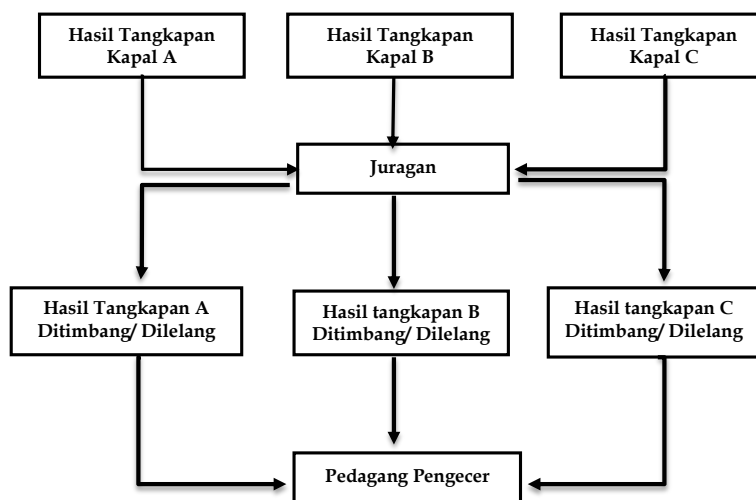 Hasil Tangkapan
Kapal A
Hasil Tangkapan
Kapal B
Hasil Tangkapan
Kapal C
Juragan
Hasil Tangkapan A
Ditimbang/ Dilelang
Hasil tangkapan B
Ditimbang/ Dilelang
Hasil tangkapan C
Ditimbang/ Dilelang
Pedagang Pengecer